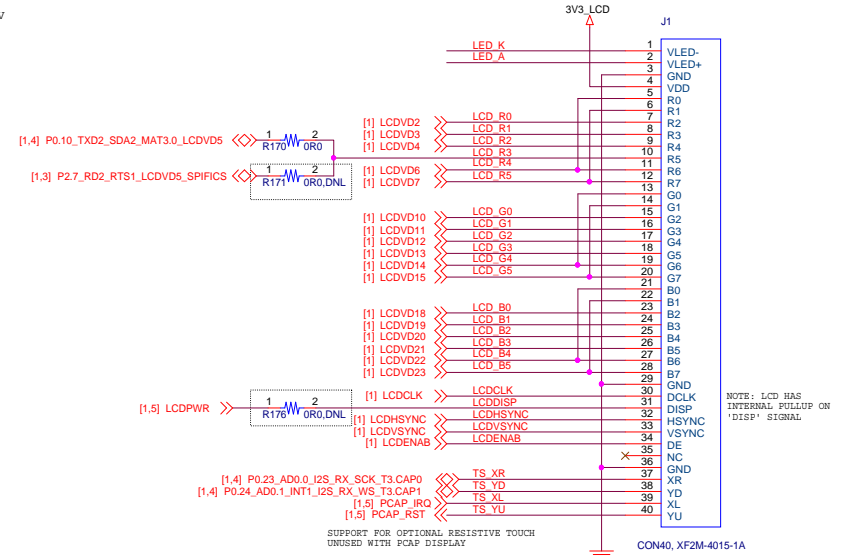 v
3V3_LCD
J1
LED_K 1 VLED-
LED_A 2 VLED+
3 GND
4 VDD
5 R0
6 R1
[1] LCDVD2 LCD_R0 7 R2
[1] LCDVD3 LCD_R1 8 R3
[1] LCDVD4 LCD_R2 9 R4
[1,4] P0.10_TXD2_SDA2_MAT3.0_LCDVD5 1 2 R170 0R0
LCD_R3 10 R5
[1,3] P2.7_RD2_RTS1_LCDVD5_SPIFICS 1 2 R171 0R0,DNL
[1] LCDVD6 LCD_R4 11 R6
[1] LCDVD7 LCD_R5 12 R7
13 G0
14 G1
[1] LCDVD10 LCD_G0 15 G2
[1] LCDVD11 LCD_G1 16 G3
[1] LCDVD12 LCD_G2 17 G4
[1] LCDVD13 LCD_G3 18 G5
[1] LCDVD14 LCD_G4 19 G6
[1] LCDVD15 LCD_G5 20 G7
21 B0
22 B1
[1] LCDVD18 LCD_B0 23 B2
[1] LCDVD19 LCD_B1 24 B3
[1] LCDVD20 LCD_B2 25 B4
[1] LCDVD21 LCD_B3 26 B5
[1] LCDVD22 LCD_B4 27 B6
[1] LCDVD23 LCD_B5 28 B7
29 GND
[1] LCDCLK LCDCLK 30 DCLK
[1,5] LCDPWR 1 2 R176 0R0,DNL LCDDISP 31 DISP
[1] LCDHSYNC LCDHSYNC 32 HSYNC
[1] LCDVSYNC LCDVSYNC 33 VSYNC
[1] LCDENAB LCDENAB 34 DE
35 NC
36 GND
[1,4] P0.23_AD0.0_I2S_RX_SCK_T3.CAP0 TS_XR 37 XR
[1,4] P0.24_AD0.1_INT1_I2S_RX_WS_T3.CAP1 TS_YD 38 YD
[1,5] PCAP_IRQ TS_XL 39 XL
[1,5] PCAP_RST TS_YU 40 YU
NOTE: LCD HAS
INTERNAL PULLUP ON
'DISP' SIGNAL
SUPPORT FOR OPTIONAL RESISTIVE TOUCH
UNUSED WITH PCAP DISPLAY
CON40, XF2M-4015-1A